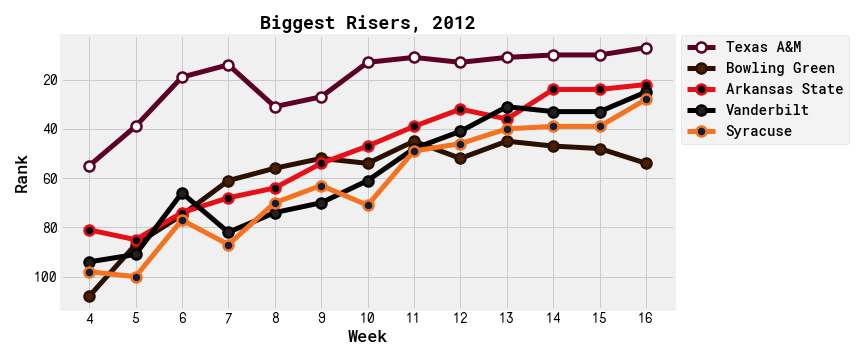 Biggest Risers, 2012
Texas A&M
Bowling Green
Arkansas State
Vanderbilt
Syracuse
Rank
20
40
60
80
100
4 5 6 7 8 9 10 11 12 13 14 15 16
Week